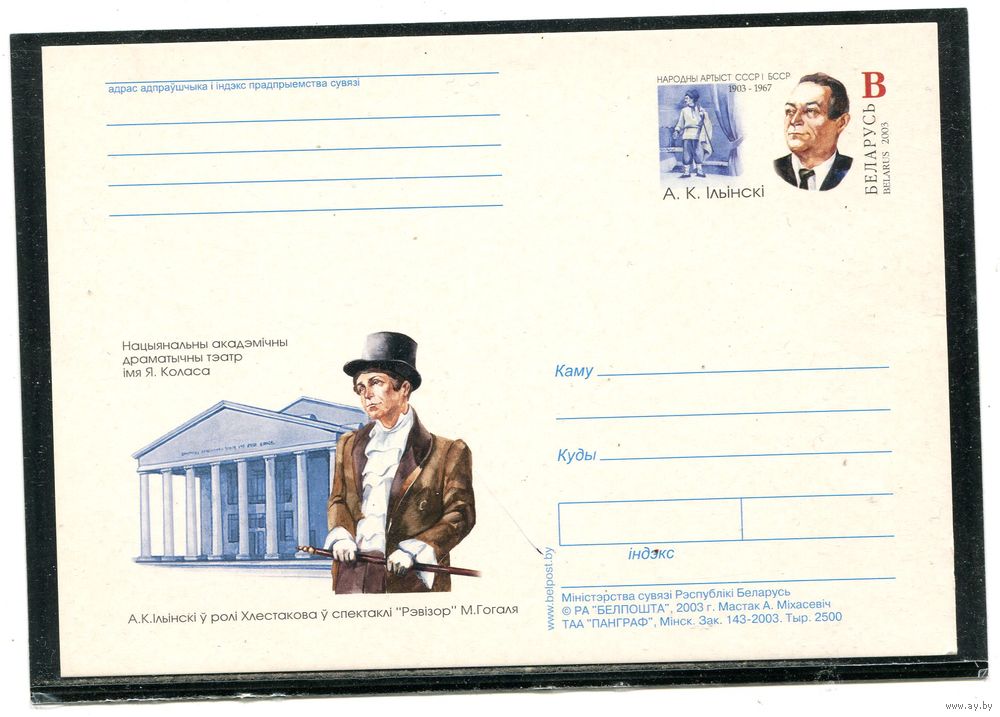 адрас адпраўшчыка і індэкс прадпрыемства сувязі
НАРОДНЫ АРТЫСТ СССР І БССР
1903 - 1967
А. К. Ільінскі
В
БЕЛАРУСЬ
BELARUS 2003
Нацыянальны акадэмічны
драматычны тэатр
імя Я. Коласа
А.К.Ільінскі ў ролі Хлестакова ў спектаклі "Рэвізор" М.Гогаля
Каму
Куды
індэкс
www.belpost.by
Міністэрства сувязі Рэспублікі Беларусь
© РА "БЕЛПОШТА", 2003 г. Мастак А. Міхасевіч
ТАА "ПАНГРАФ", Мінск. Зак. 143-2003. Тыр. 2500
www.ay.by